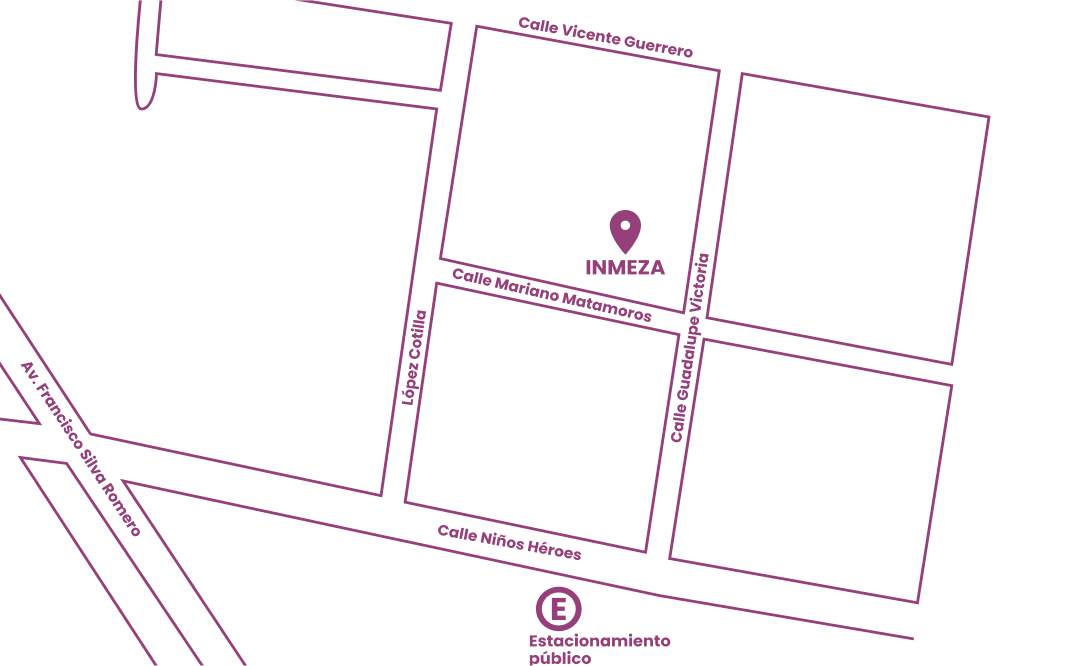 Calle Vicente Guerrero
INMEZA
Calle Mariano Matamoros
Calle Guadalupe Victoria
López Cotilla
Av. Francisco Silva Romero
Calle Niños Héroes
E
Estacionamiento
público